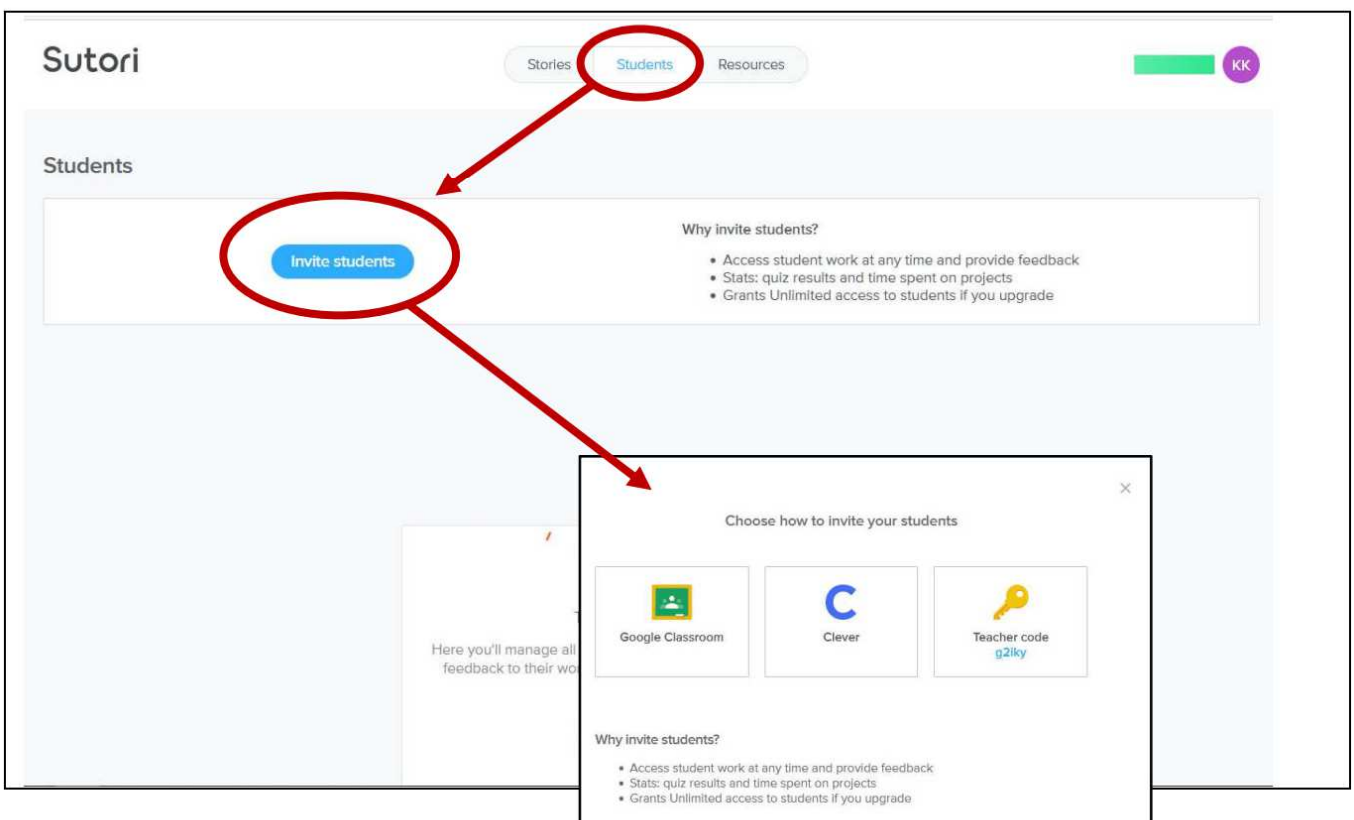 Sutori
Stories Students Resources
KK
Students
Invite students
Why invite students?
• Access student work at any time and provide feedback
• Stats: quiz results and time spent on projects
• Grants Unlimited access to students if you upgrade
Here you'll manage all
feedback to their
Choose how to invite your students
Google Classroom
Clever
Teacher code
g2iky
Why invite students?
• Access student work at any time and provide feedback
• Stats: quiz results and time spent on projects
• Grants Unlimited access to students if you upgrade